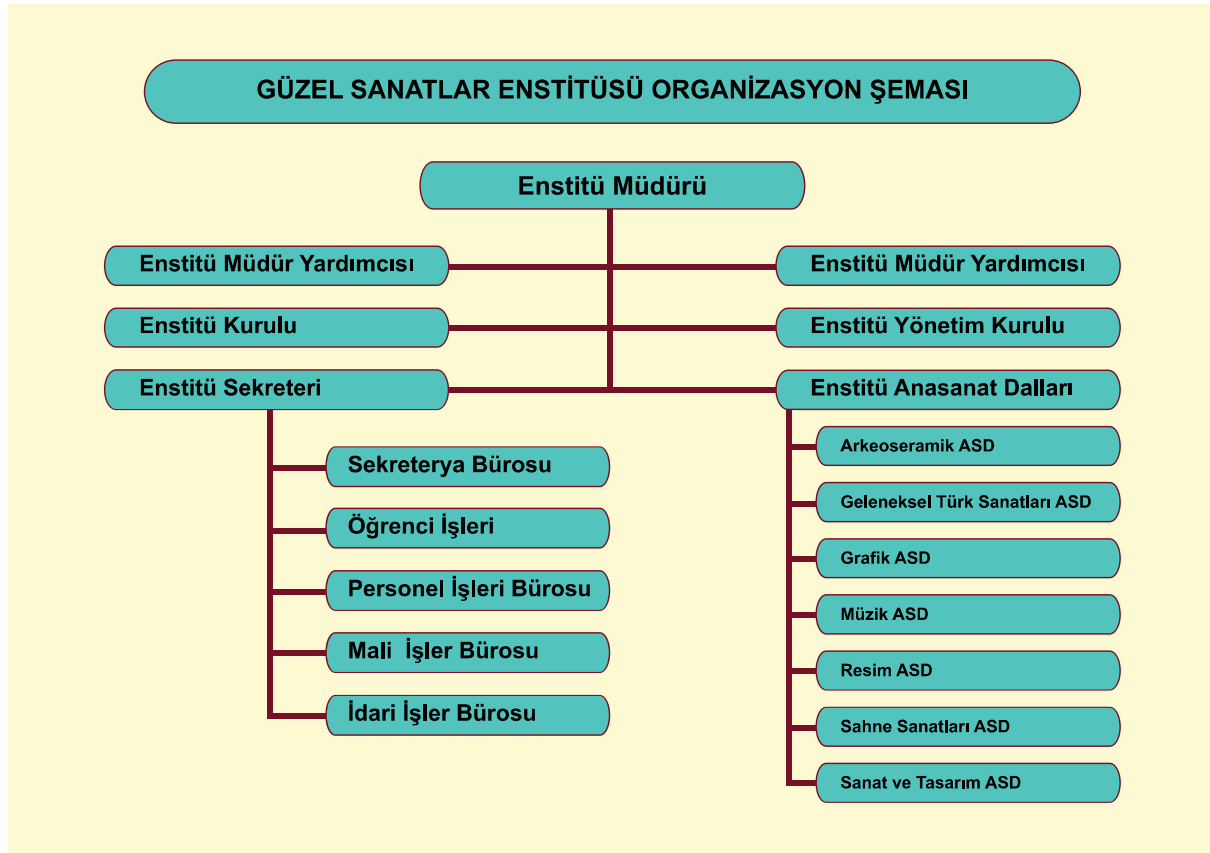 GÜZEL SANATLAR ENSTİTÜSÜ ORGANİZASYON ŞEMASI
Enstitü Müdürü
Enstitü Müdür Yardımcısı
Enstitü Müdür Yardımcısı
Enstitü Kurulu
Enstitü Yönetim Kurulu
Enstitü Sekreteri
Enstitü Anasanat Dalları
Sekreterya Bürosu
Öğrenci İşleri
Personel İşleri Bürosu
Mali İşler Bürosu
İdari İşler Bürosu
Arkeoseramik ASD
Geleneksel Türk Sanatları ASD
Grafik ASD
Müzik ASD
Resim ASD
Sahne Sanatları ASD
Sanat ve Tasarım ASD